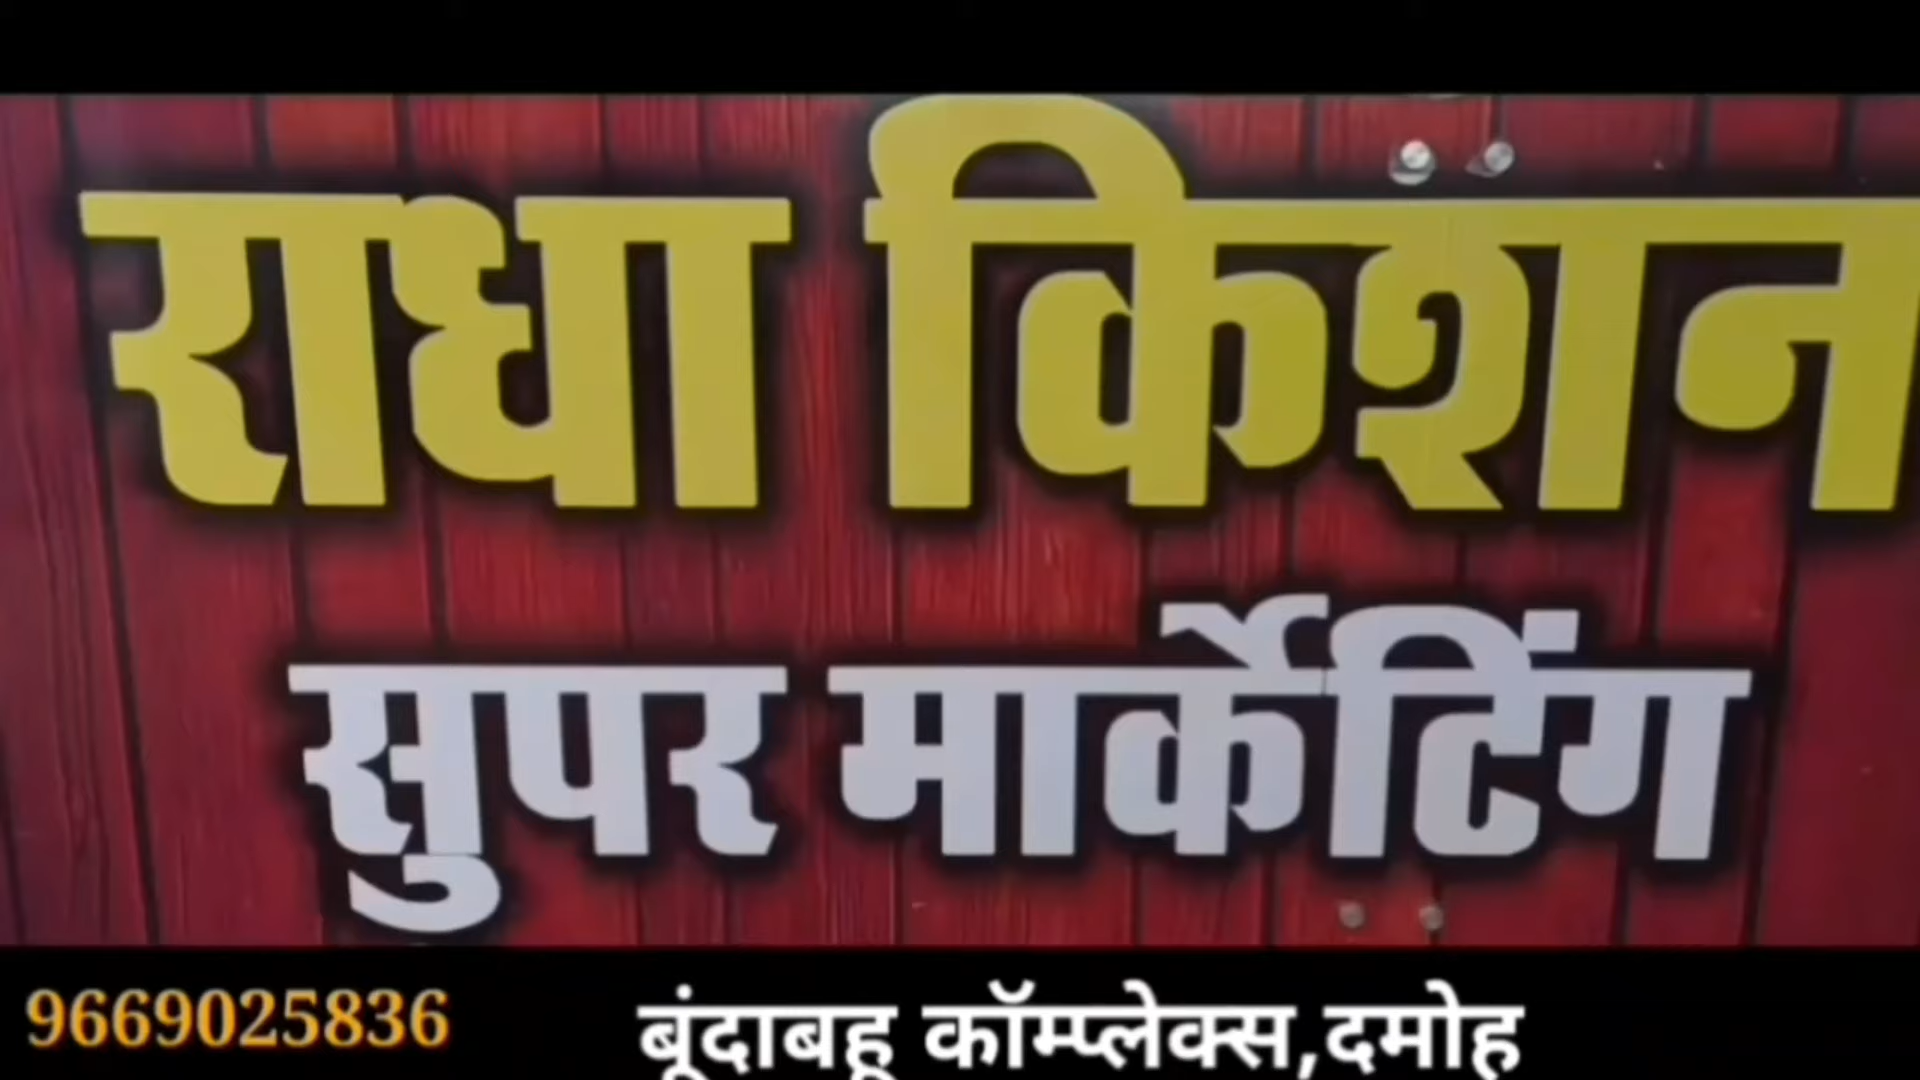 राधा किशन
सुपर मार्केटिंग
9669025836 बूंदाबहू कॉम्प्लेक्स,दमोह